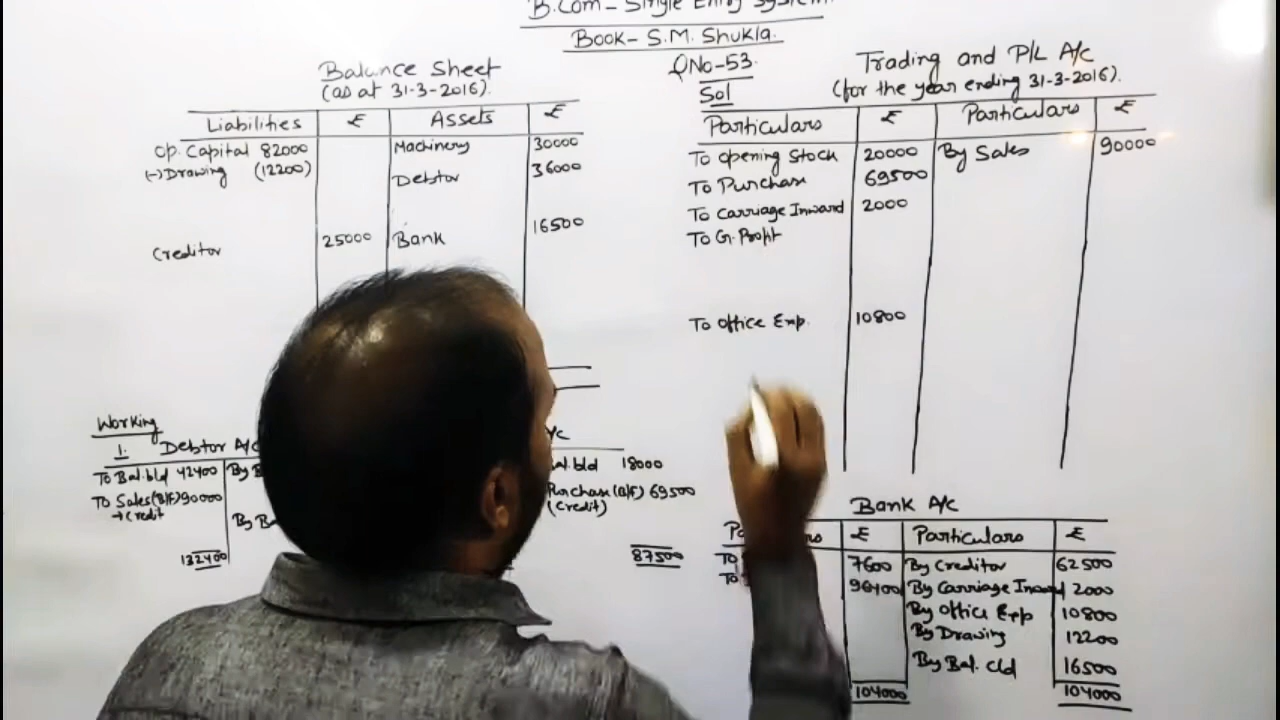 B.Com - Single Entry System.
Book - S.M. Shukla.
QNo-53.
Sol
Balance Sheet
(as at 31-3-2016).
Liabilities ₹ Assets ₹
Op. Capital 82000 Machinery 30000
(-) Drawing (12200) Debtor 36000
Creditor 25000 Bank 16500
Trading and P/L A/c
(for the year ending 31-3-2016).
Particulars ₹ Particulars ₹
To opening Stock 20000 By Sales 90000
To Purchase 69500
To Carriage Inward 2000
To G. Profit
To Office Exp. 10800
Working
1. Debtor A/c
To Bal. b/d 42400
To Sales (B/F) 90000
→ Credit
132400
Bal. b/d 18000
Purchase (B/F) 69500
(Credit)
87500
Bank A/c
₹ Particulars ₹
7600 By Creditor 62500
96400 By Carriage Inward 2000
By Office Exp 10800
By Drawing 12200
By Bal. c/d 16500
104000 104000